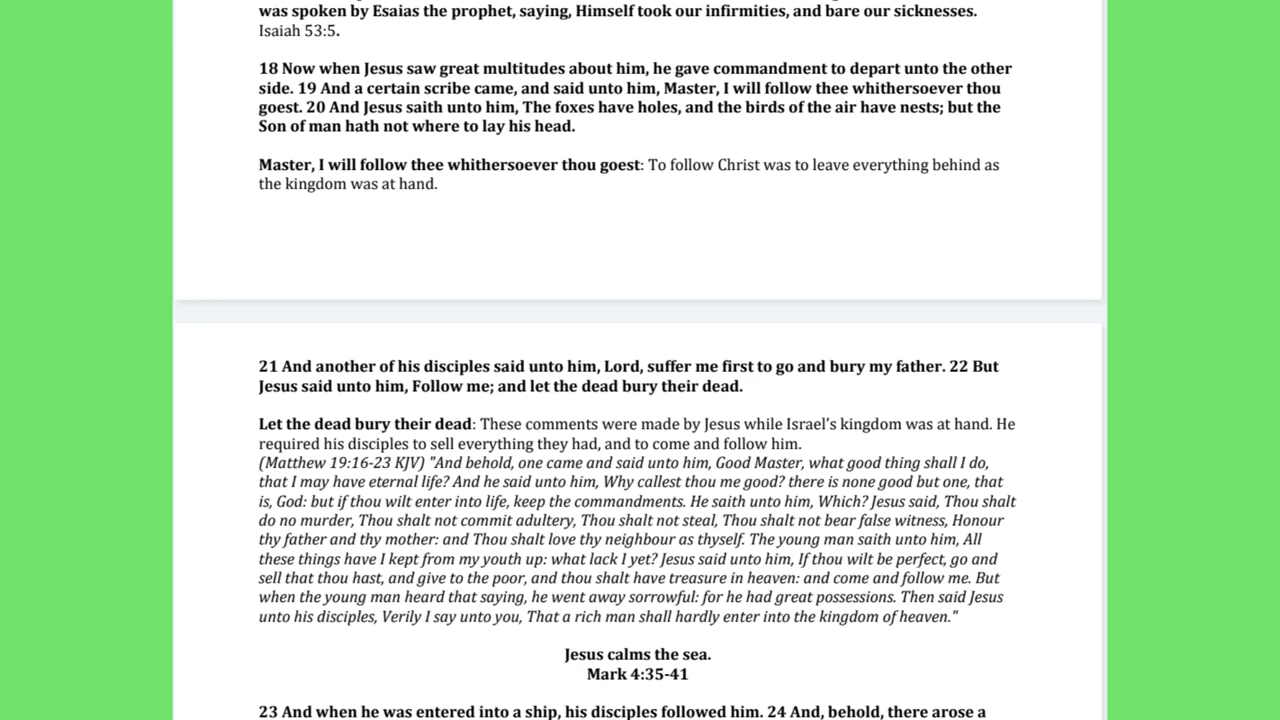 was spoken by Esaias the prophet, saying, Himself took our infirmities, and bare our sicknesses.
Isaiah 53:5.
18 Now when Jesus saw great multitudes about him, he gave commandment to depart unto the other
side. 19 And a certain scribe came, and said unto him, Master, I will follow thee whithersoever thou
goest. 20 And Jesus saith unto him, The foxes have holes, and the birds of the air have nests; but the
Son of man hath not where to lay his head.
Master, I will follow thee whithersoever thou goest: To follow Christ was to leave everything behind as
the kingdom was at hand.
21 And another of his disciples said unto him, Lord, suffer me first to go and bury my father. 22 But
Jesus said unto him, Follow me; and let the dead bury their dead.
Let the dead bury their dead: These comments were made by Jesus while Israel's kingdom was at hand. He
required his disciples to sell everything they had, and to come and follow him.
(Matthew 19:16-23 KJV) "And behold, one came and said unto him, Good Master, what good thing shall I do,
that I may have eternal life? And he said unto him, Why callest thou me good? there is none good but one, that
is, God: but if thou wilt enter into life, keep the commandments. He saith unto him, Which? Jesus said, Thou shalt
do no murder, Thou shalt not commit adultery, Thou shalt not steal, Thou shalt not bear false witness, Honour
thy father and thy mother: and Thou shalt love thy neighbour as thyself. The young man saith unto him, All
these things have I kept from my youth up: what lack I yet? Jesus said unto him, If thou wilt be perfect, go and
sell that thou hast, and give to the poor, and thou shalt have treasure in heaven: and come and follow me. But
when the young man heard that saying, he went away sorrowful: for he had great possessions. Then said Jesus
unto his disciples, Verily I say unto you, That a rich man shall hardly enter into the kingdom of heaven."
Jesus calms the sea.
Mark 4:35-41
23 And when he was entered into a ship, his disciples followed him. 24 And, behold, there arose a